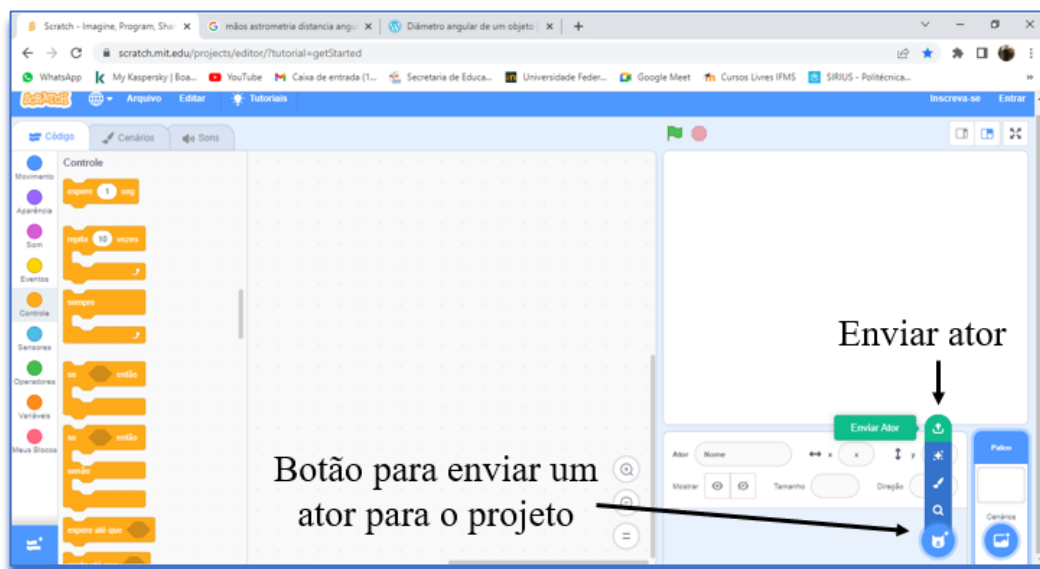 Scratch - Imagine, Program, Shar
mãos astrometria distancia angu
Diâmetro angular de um objeto |
scratch.mit.edu/projects/editor/?tutorial=getStarted
WhatsApp
My Kaspersky | Boa...
YouTube
Caixa de entrada (1...
Secretaria de Educa...
Universidade Feder...
Google Meet
Cursos Livres IFMS
SIRIUS - Politécnica...
SCRATCH
Arquivo
Editar
Tutoriais
Inscreva-se
Entrar
Código
Cenários
Sons
Movimento
Aparência
Som
Eventos
Controle
Sensores
Operadores
Variáveis
Meus Blocos
Controle
espere 1 seg
repita 10 vezes
sempre
se então
se então
senão
espere até que
Enviar ator
Enviar Ator
Botão para enviar um
ator para o projeto
Ator Nome x x y
Mostrar Tamanho Direção
Palco
Cenários